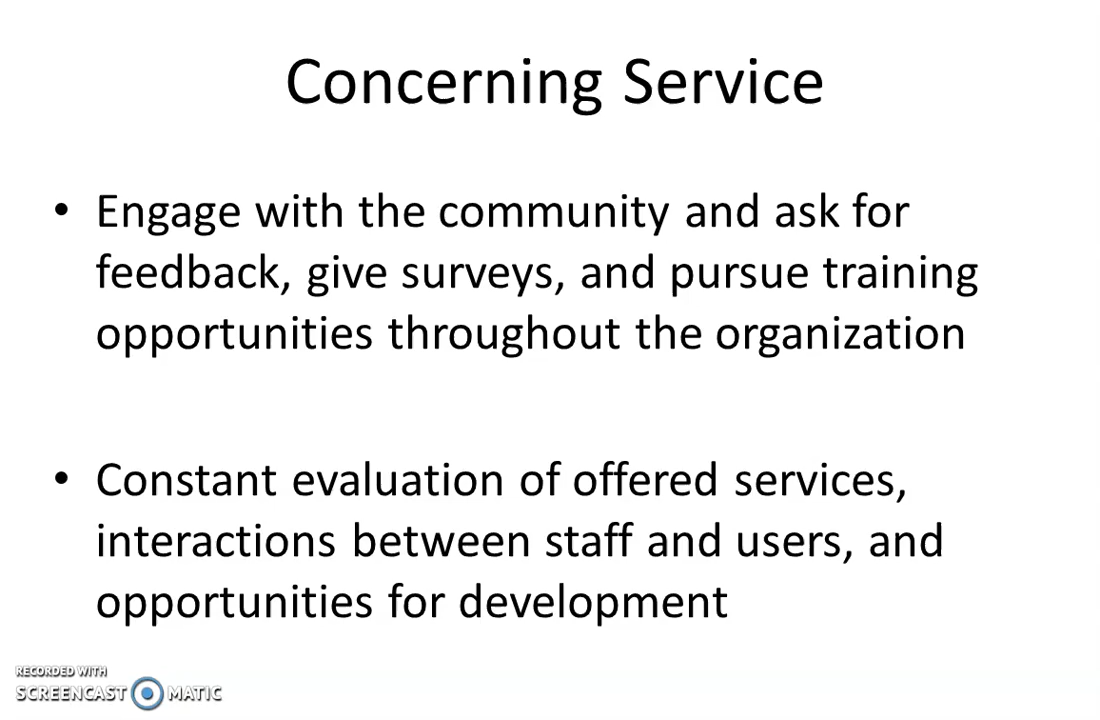 Concerning Service
• Engage with the community and ask for
feedback, give surveys, and pursue training
opportunities throughout the organization
• Constant evaluation of offered services,
interactions between staff and users, and
opportunities for development
RECORDED WITH
SCREENCAST MATIC